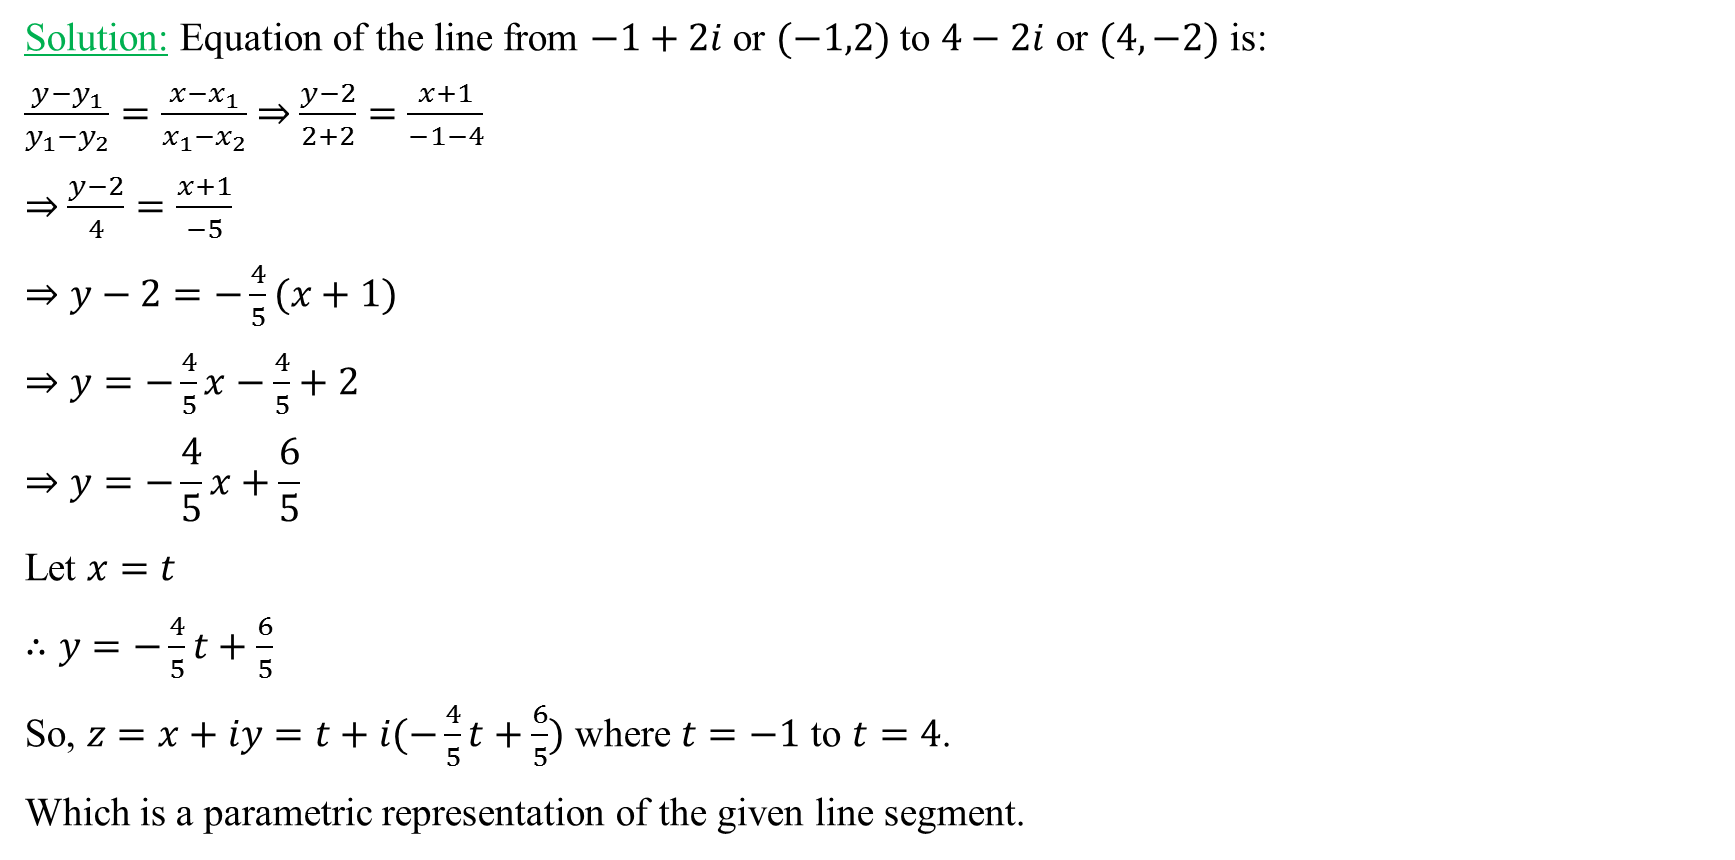 Solution: Equation of the line from −1 + 2i or (−1,2) to 4 − 2i or (4, −2) is:
(y−y₁)/(y₁−y₂) = (x−x₁)/(x₁−x₂) ⇒ (y−2)/(2+2) = (x+1)/(−1−4)
⇒ (y−2)/4 = (x+1)/(−5)
⇒ y − 2 = −4/5 (x + 1)
⇒ y = −4/5 x − 4/5 + 2
⇒ y = −4/5 x + 6/5
Let x = t
∴ y = −4/5 t + 6/5
So, z = x + iy = t + i(−4/5 t + 6/5) where t = −1 to t = 4.
Which is a parametric representation of the given line segment.